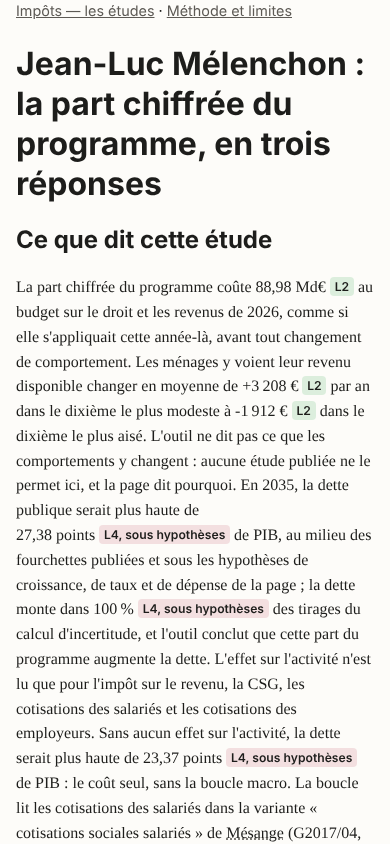 Impôts — les études · Méthode et limites
Jean-Luc Mélenchon :
la part chiffrée du
programme, en trois
réponses
Ce que dit cette étude
La part chiffrée du programme coûte 88,98 Md€ L2 au
budget sur le droit et les revenus de 2026, comme si
elle s'appliquait cette année-là, avant tout changement
de comportement. Les ménages y voient leur revenu
disponible changer en moyenne de +3 208 € L2 par an
dans le dixième le plus modeste à -1 912 € L2 dans le
dixième le plus aisé. L'outil ne dit pas ce que les
comportements y changent : aucune étude publiée ne le
permet ici, et la page dit pourquoi. En 2035, la dette
publique serait plus haute de
27,38 points L4, sous hypothèses de PIB, au milieu des
fourchettes publiées et sous les hypothèses de
croissance, de taux et de dépense de la page ; la dette
monte dans 100 % L4, sous hypothèses des tirages du
calcul d'incertitude, et l'outil conclut que cette part du
programme augmente la dette. L'effet sur l'activité n'est
lu que pour l'impôt sur le revenu, la CSG, les
cotisations des salariés et les cotisations des
employeurs. Sans aucun effet sur l'activité, la dette
serait plus haute de 23,37 points L4, sous hypothèses
de PIB : le coût seul, sans la boucle macro. La boucle
lit les cotisations des salariés dans la variante «
cotisations sociales salariés » de Mésange (G2017/04,